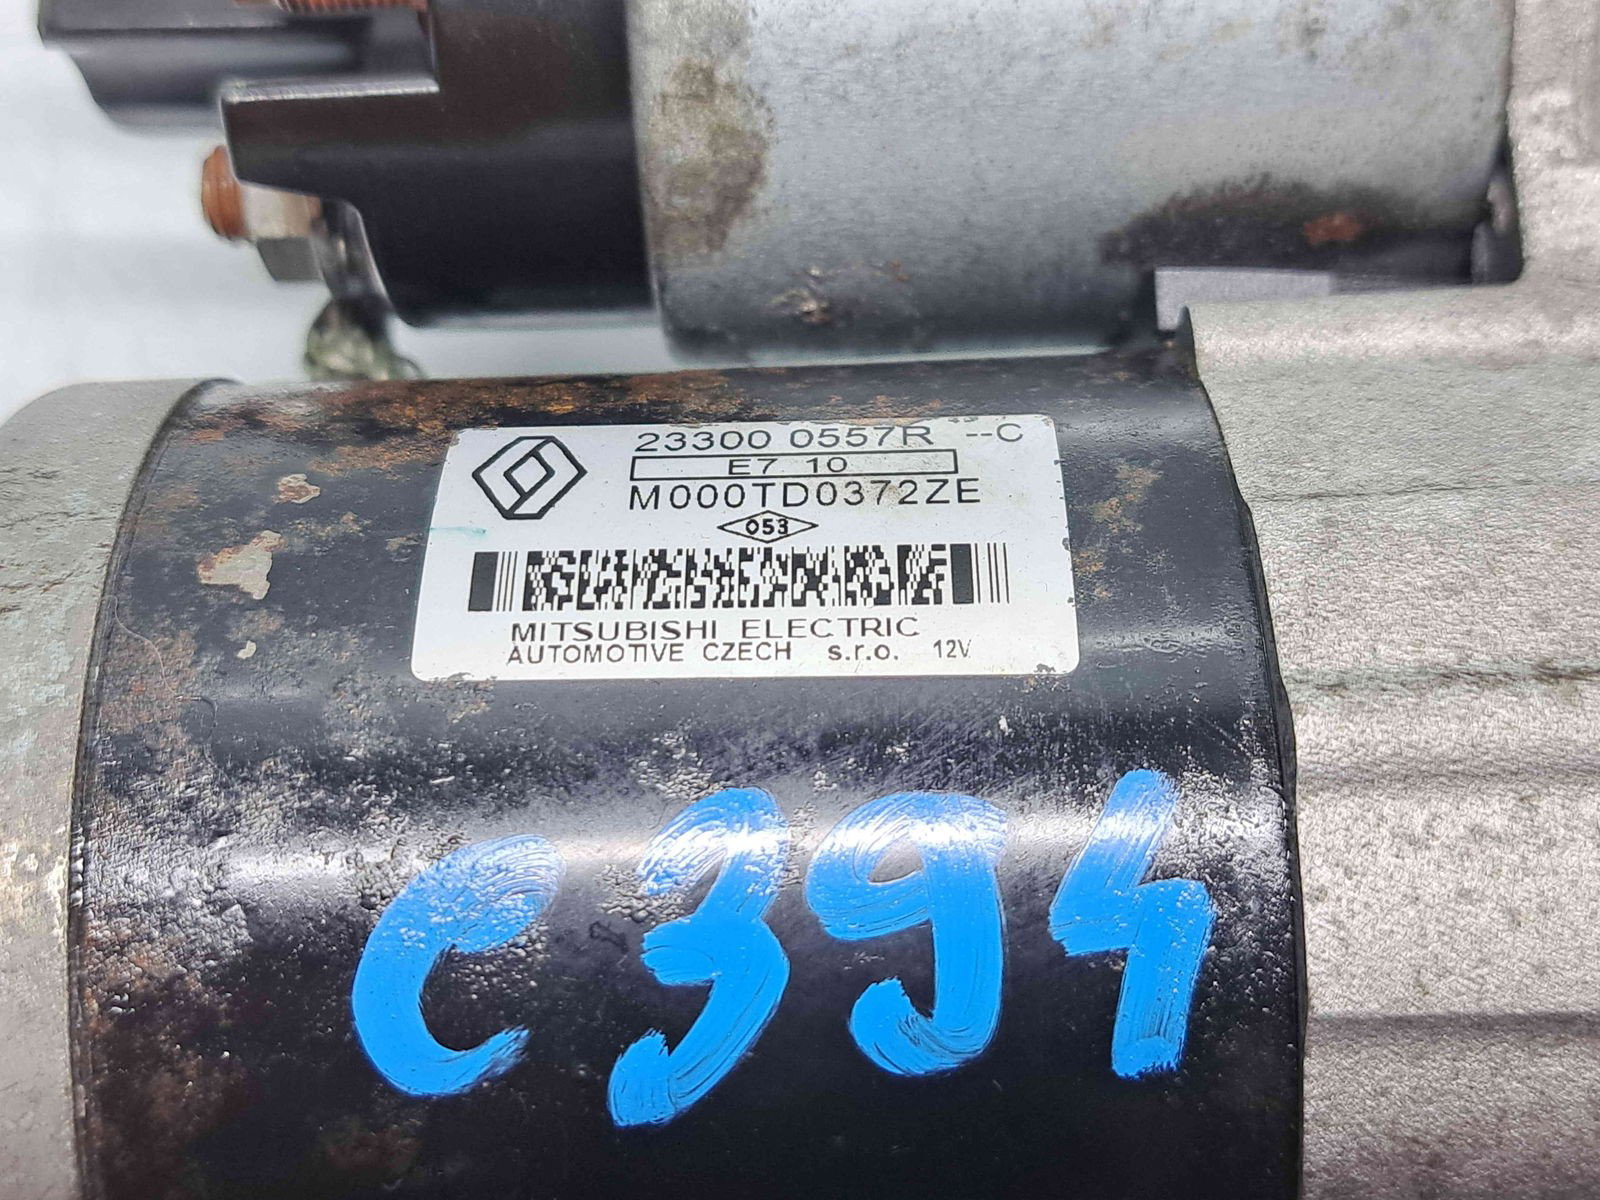 23300 0557R --C
E7 10
M000TD0372ZE
053
MITSUBISHI ELECTRIC
AUTOMOTIVE CZECH s.r.o. 12V
C394